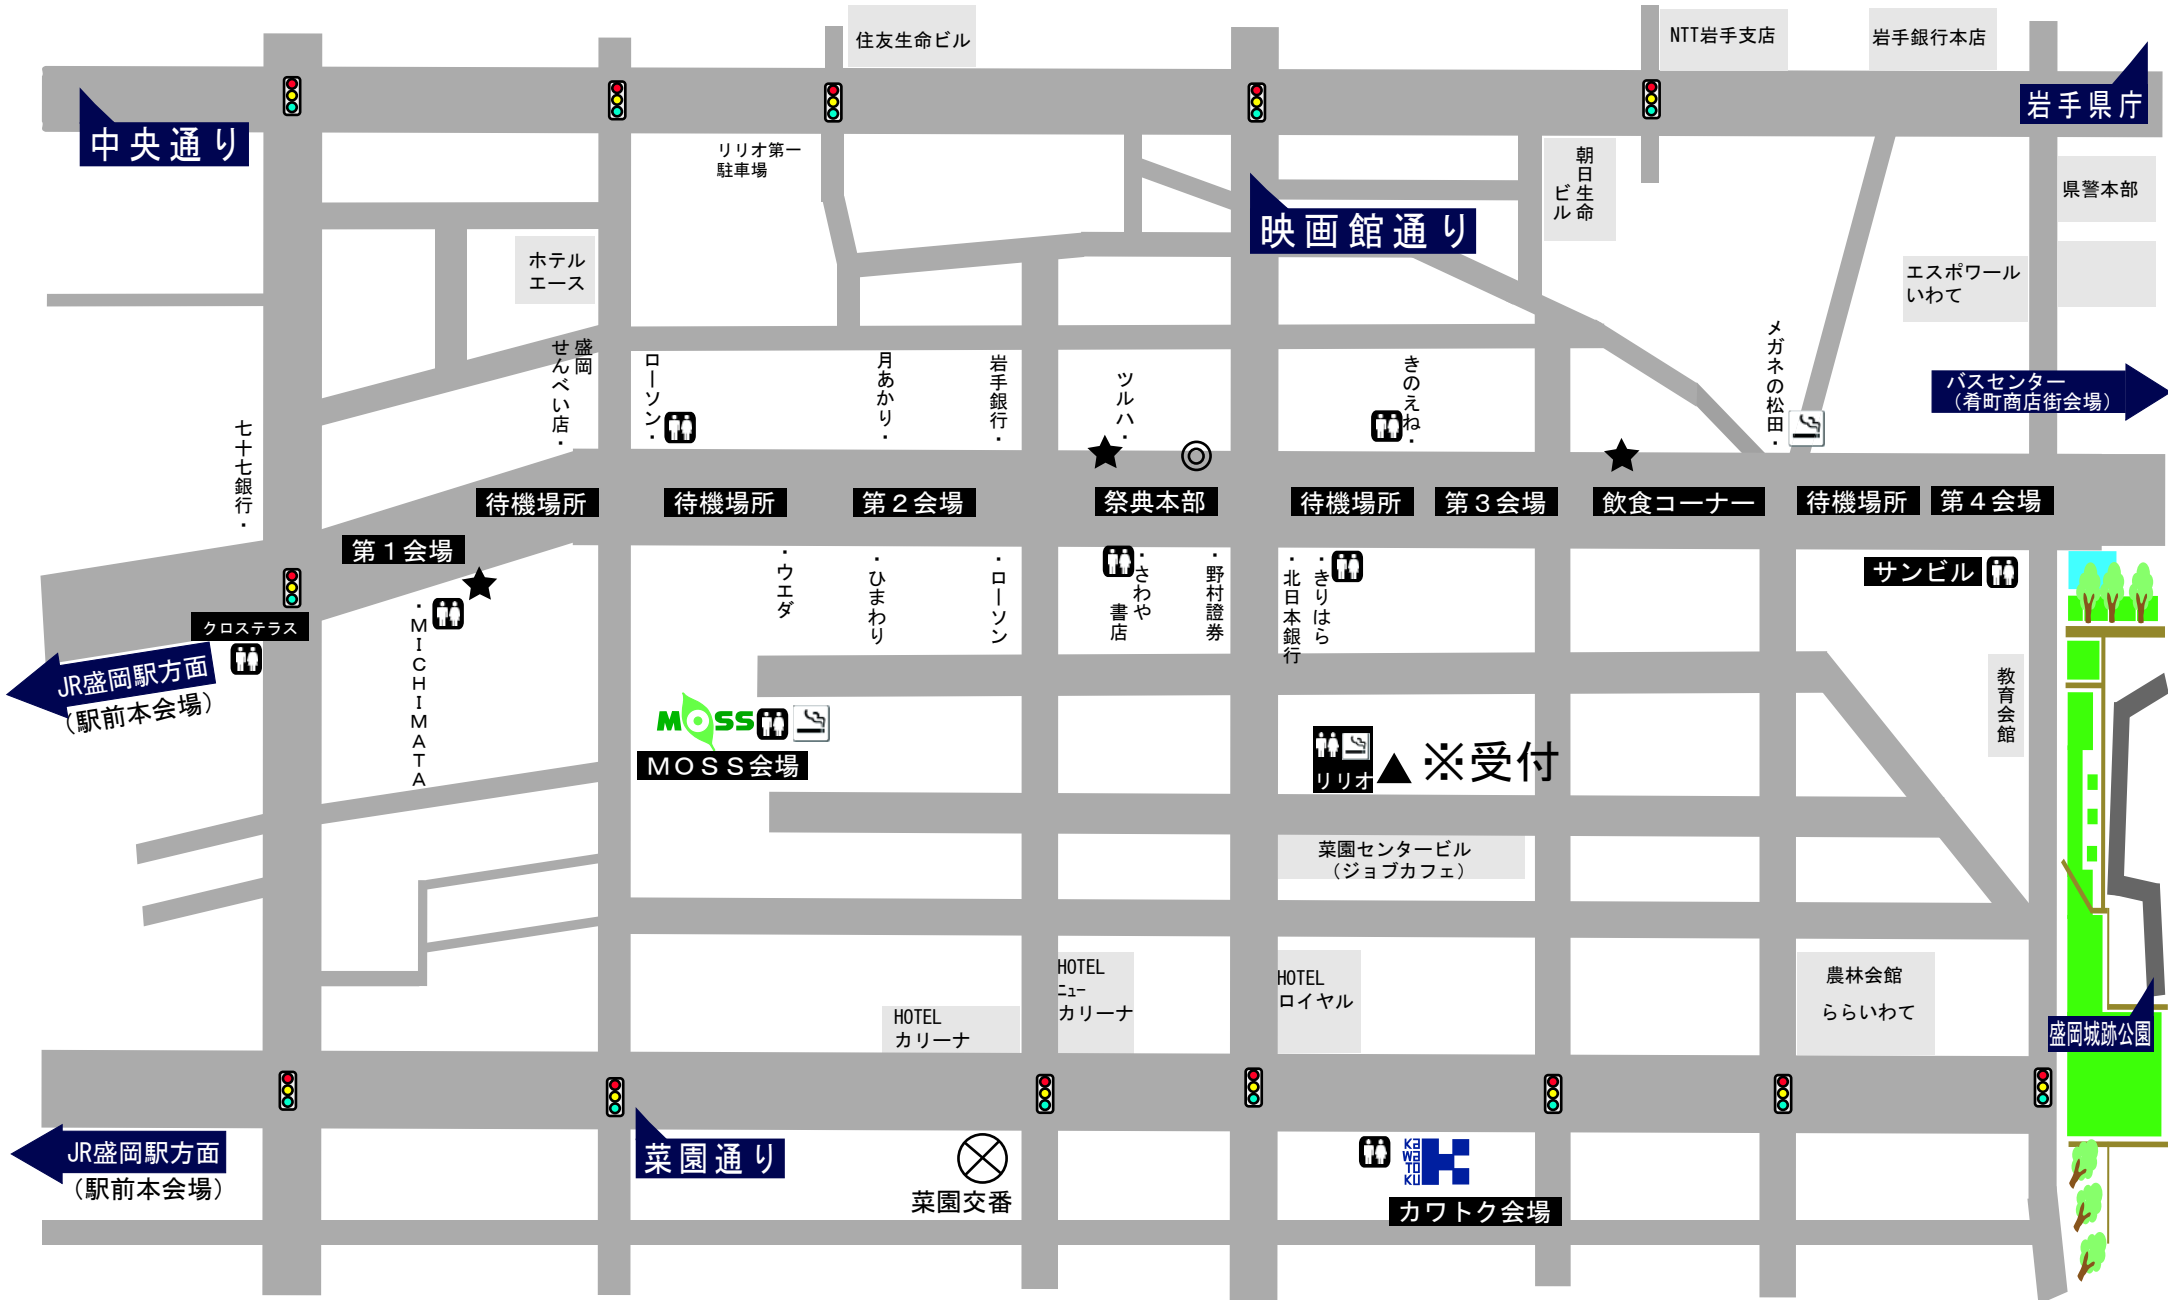 住友生命ビル
NTT岩手支店
岩手銀行本店
岩手県庁
中央通り
リリオ第一
駐車場
朝日生命
ビル
県警本部
映画館通り
ホテル
エース
エスポワール
いわて
盛岡
せんべい店・
ローソン・
月あかり・
岩手銀行・
ツルハ・
きのえね・
メガネの松田・
バスセンター
（肴町商店街会場）
七十七銀行・
待機場所
待機場所
第２会場
祭典本部
待機場所
第３会場
飲食コーナー
待機場所
第４会場
第１会場
・ウエダ
・ひまわり
・ローソン
・さわや
書店
・野村證券
・北日本銀行
・きりはら
サンビル
クロステラス
・ＭＩＣＨＩＭＡＴＡ
JR盛岡駅方面
（駅前本会場）
教育会館
MOSS
ＭＯＳＳ会場
リリオ
▲ ※受付
菜園センタービル
（ジョブカフェ）
HOTEL
ニュー
カリーナ
HOTEL
ロイヤル
農林会館
ららいわて
HOTEL
カリーナ
盛岡城跡公園
JR盛岡駅方面
（駅前本会場）
菜園通り
菜園交番
KAWATOKU
カワトク会場